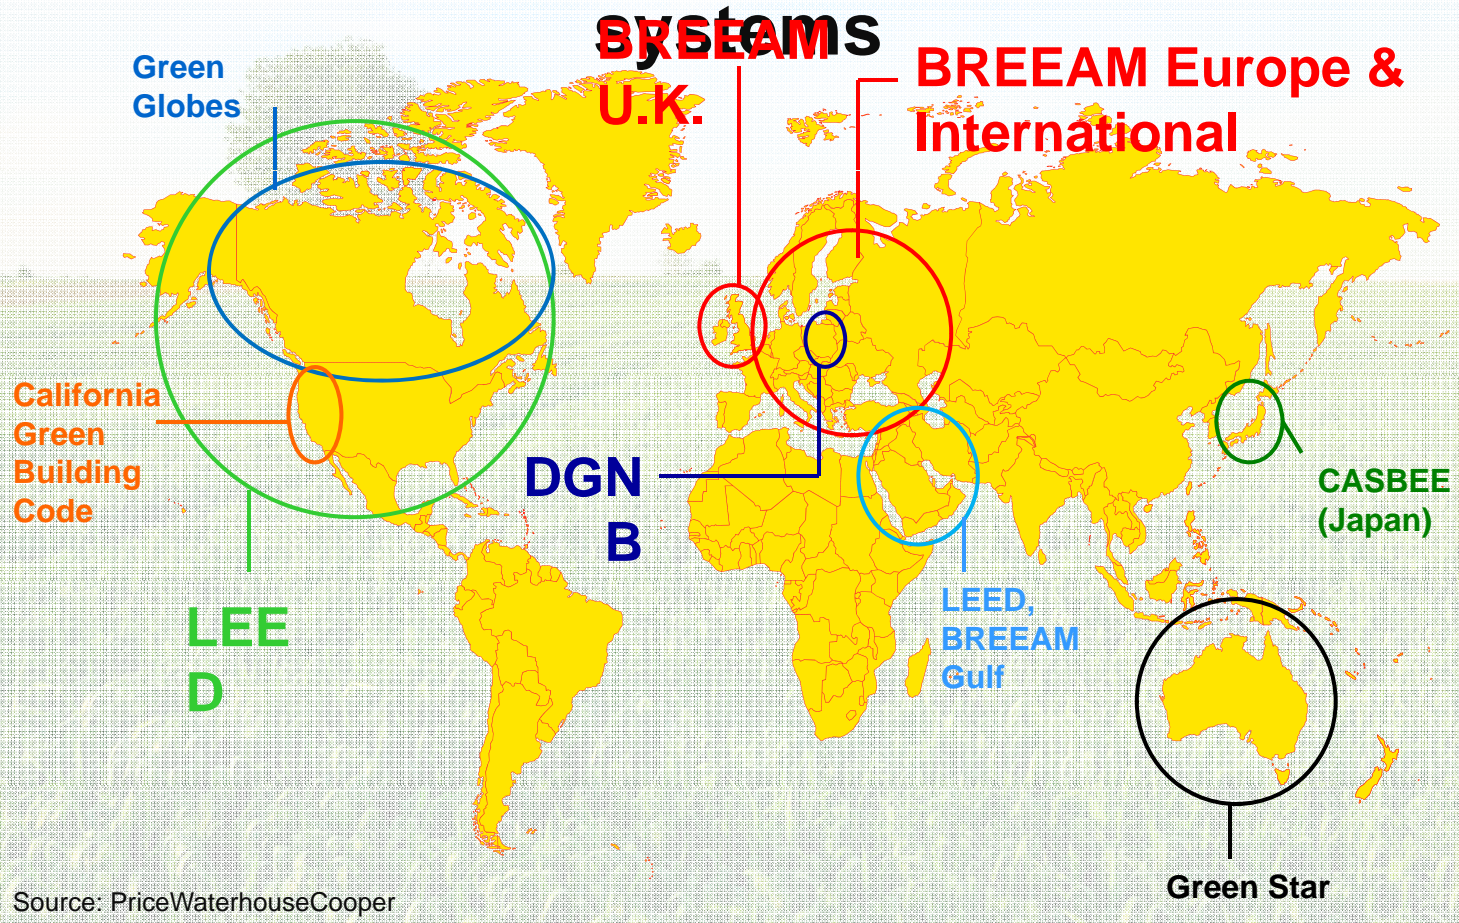 systems
BREEAM
U.K.
BREEAM Europe &
International
Green
Globes
California
Green
Building
Code
DGN
B
CASBEE
(Japan)
LEED,
BREEAM
Gulf
LEE
D
Green Star
Source: PriceWaterhouseCooper